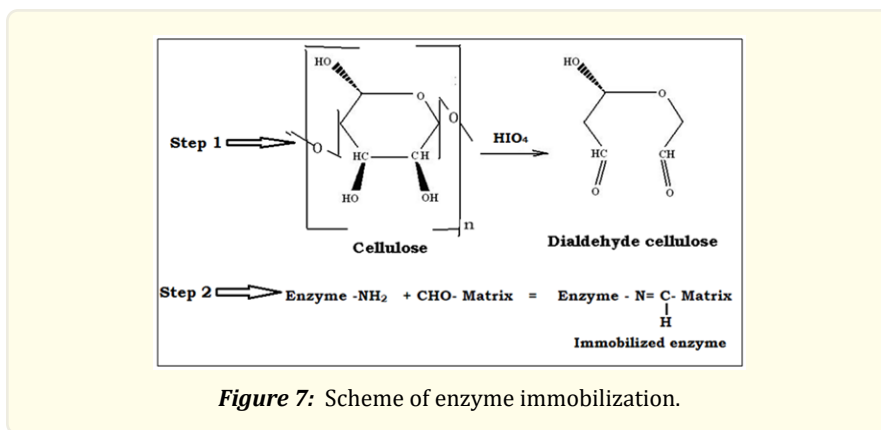 HO
HO
O
O
O
Step 1
O
HC
CH
HIO₄
HC
CH
HO
OH
O
O
n
Cellulose
Dialdehyde cellulose
Step 2
Enzyme -NH₂ + CHO- Matrix = Enzyme - N= C- Matrix
H
Immobilized enzyme
Figure 7: Scheme of enzyme immobilization.